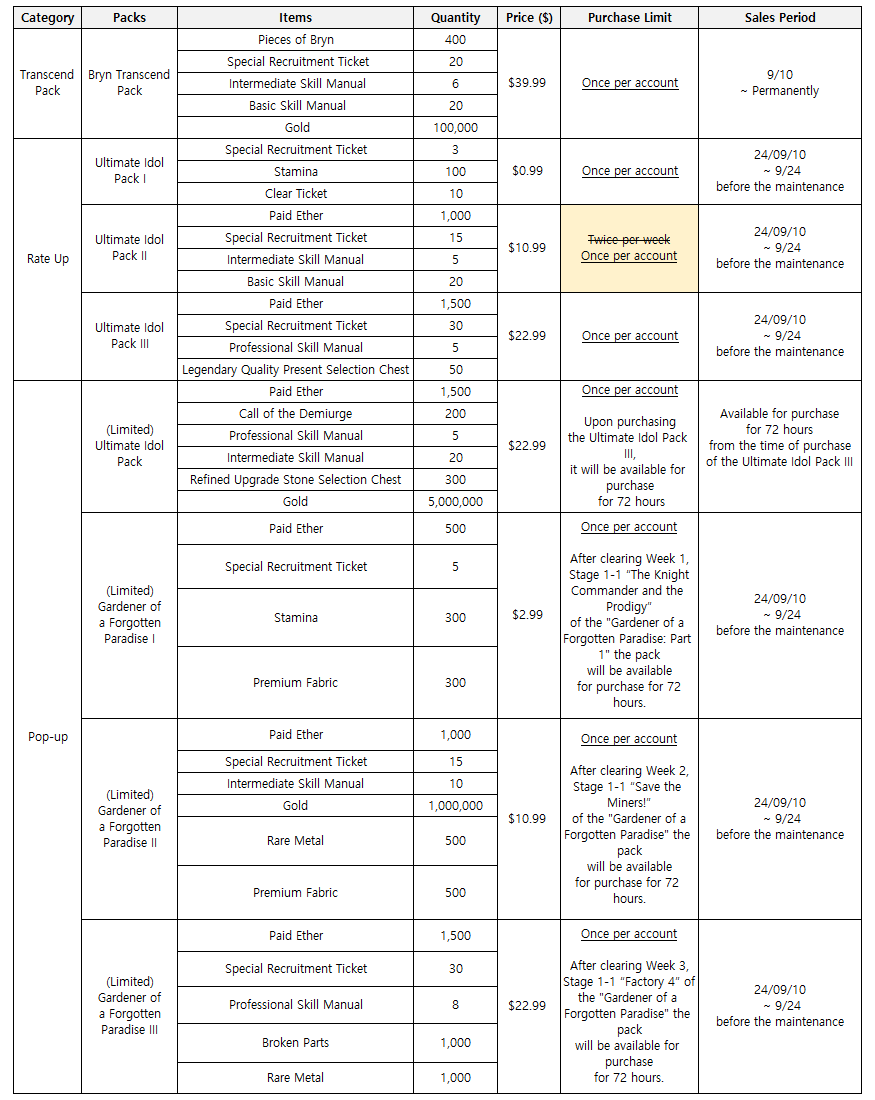 Category Packs Items Quantity Price ($) Purchase Limit Sales Period
Transcend
Pack
Bryn Transcend
Pack
Pieces of Bryn 400
Special Recruitment Ticket 20
Intermediate Skill Manual 6
Basic Skill Manual 20
Gold 100,000
$39.99
Once per account
9/10
~ Permanently
Rate Up
Ultimate Idol
Pack I
Special Recruitment Ticket 3
Stamina 100
Clear Ticket 10
$0.99
Once per account
24/09/10
~ 9/24
before the maintenance
Ultimate Idol
Pack II
Paid Ether 1,000
Special Recruitment Ticket 15
Intermediate Skill Manual 5
Basic Skill Manual 20
$10.99
Twice per week
Once per account
24/09/10
~ 9/24
before the maintenance
Ultimate Idol
Pack III
Paid Ether 1,500
Special Recruitment Ticket 30
Professional Skill Manual 5
Legendary Quality Present Selection Chest 50
$22.99
Once per account
24/09/10
~ 9/24
before the maintenance
Pop-up
(Limited)
Ultimate Idol
Pack
Paid Ether 1,500
Call of the Demiurge 200
Professional Skill Manual 5
Intermediate Skill Manual 20
Refined Upgrade Stone Selection Chest 300
Gold 5,000,000
$22.99
Once per account
Upon purchasing
the Ultimate Idol Pack
III,
it will be available for
purchase
for 72 hours
Available for purchase
for 72 hours
from the time of purchase
of the Ultimate Idol Pack III
(Limited)
Gardener of
a Forgotten
Paradise I
Paid Ether 500
Special Recruitment Ticket 5
Stamina 300
Premium Fabric 300
$2.99
Once per account
After clearing Week 1,
Stage 1-1 "The Knight
Commander and the
Prodigy"
of the "Gardener of a
Forgotten Paradise: Part
1" the pack
will be available
for purchase for 72
hours.
24/09/10
~ 9/24
before the maintenance
(Limited)
Gardener of
a Forgotten
Paradise II
Paid Ether 1,000
Special Recruitment Ticket 15
Intermediate Skill Manual 10
Gold 1,000,000
Rare Metal 500
Premium Fabric 500
$10.99
Once per account
After clearing Week 2,
Stage 1-1 "Save the
Miners!"
of the "Gardener of a
Forgotten Paradise" the
pack
will be available
for purchase for 72
hours.
24/09/10
~ 9/24
before the maintenance
(Limited)
Gardener of
a Forgotten
Paradise III
Paid Ether 1,500
Special Recruitment Ticket 30
Professional Skill Manual 8
Broken Parts 1,000
Rare Metal 1,000
$22.99
Once per account
After clearing Week 3,
Stage 1-1 "Factory 4" of
the "Gardener of a
Forgotten Paradise" the
pack
will be available for
purchase
for 72 hours.
24/09/10
~ 9/24
before the maintenance